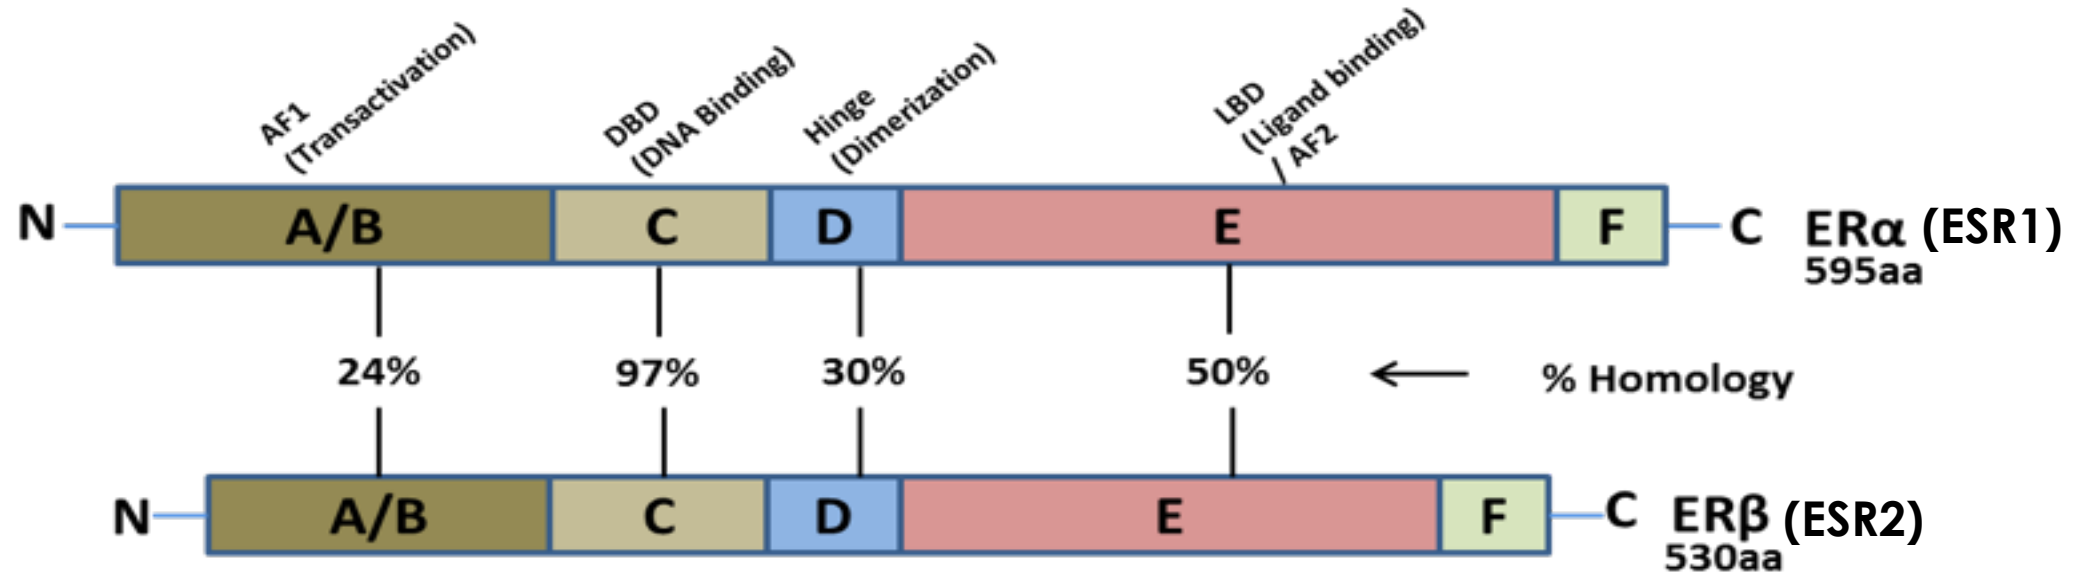 AF1
(Transactivation)
DBD
(DNA Binding)
Hinge
(Dimerization)
LBD
(Ligand binding)
/ AF2
N A/B C D E F C ERα (ESR1)
595aa
24% 97% 30% 50% % Homology
N A/B C D E F C ERβ (ESR2)
530aa